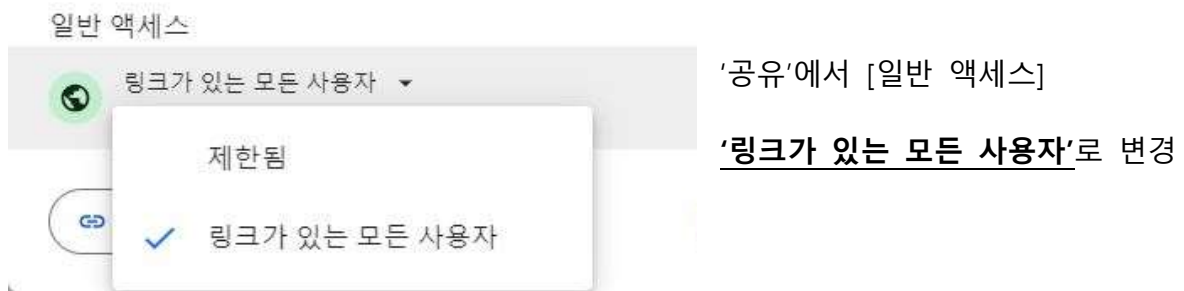 일반 액세스
링크가 있는 모든 사용자
제한됨
링크가 있는 모든 사용자
'공유'에서 [일반 액세스]
'링크가 있는 모든 사용자'로 변경